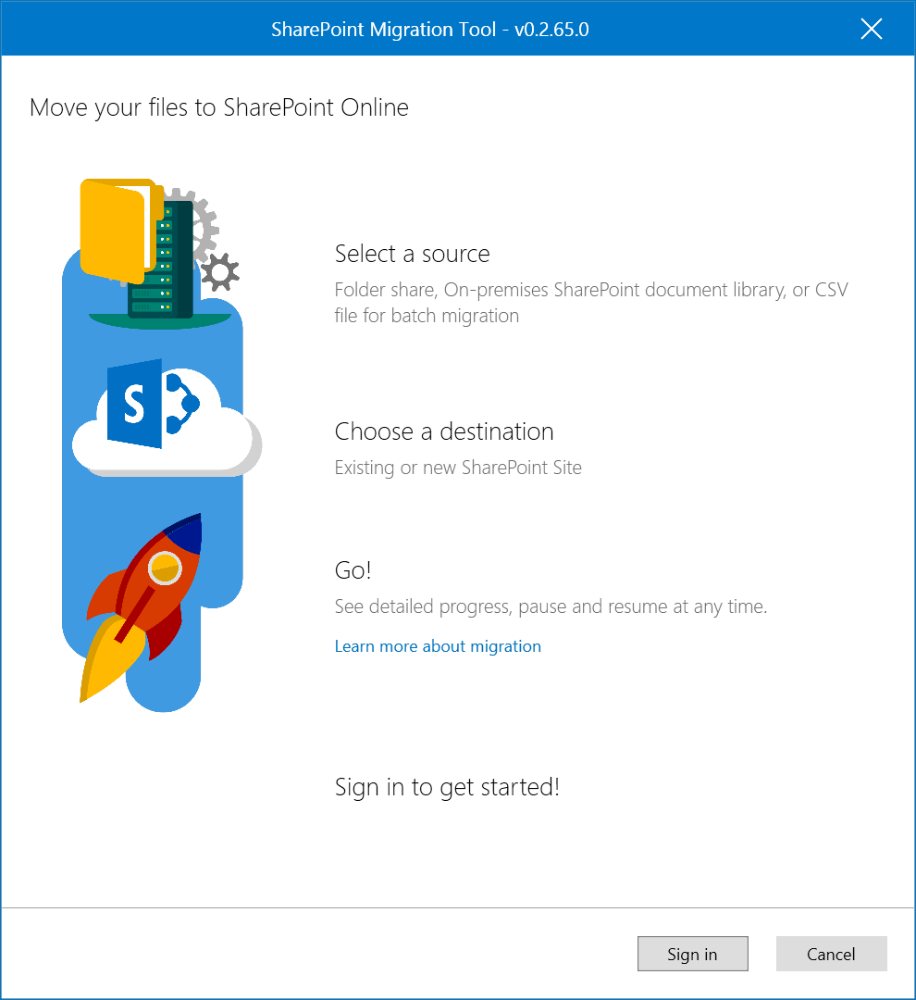 SharePoint Migration Tool - v0.2.65.0
Move your files to SharePoint Online
Select a source
Folder share, On-premises SharePoint document library, or CSV
file for batch migration
S
Choose a destination
Existing or new SharePoint Site
Go!
See detailed progress, pause and resume at any time.
Learn more about migration
Sign in to get started!
Sign in
Cancel